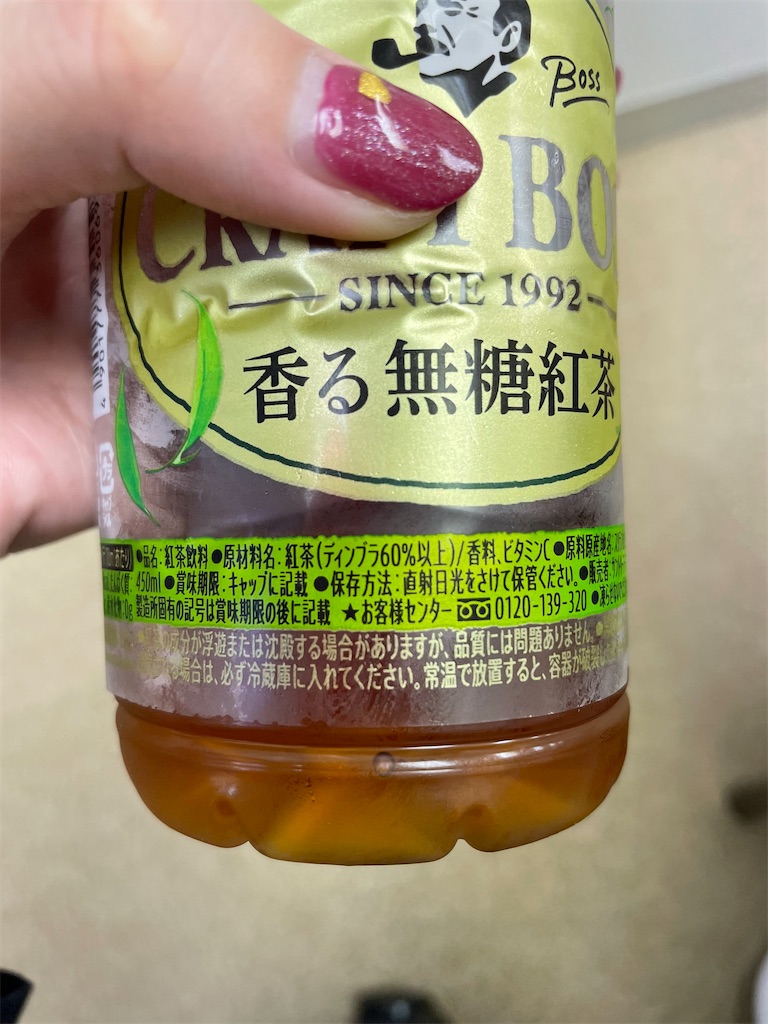 Boss
SINCE 1992
香る無糖紅茶
●品名：紅茶飲料●原材料名：紅茶(ディンブラ60%以上)/香料、ビタミンC●原料原産地名：
450ml●賞味期限：キャップに記載●保存方法：直射日光をさけて保管ください。●販売者：
製造所固有の記号は賞味期限の後に記載 ★お客様センター 0120-139-320
成分が浮遊または沈殿する場合がありますが、品質には問題ありません。
場合は、必ず冷蔵庫に入れてください。常温で放置すると、容器が